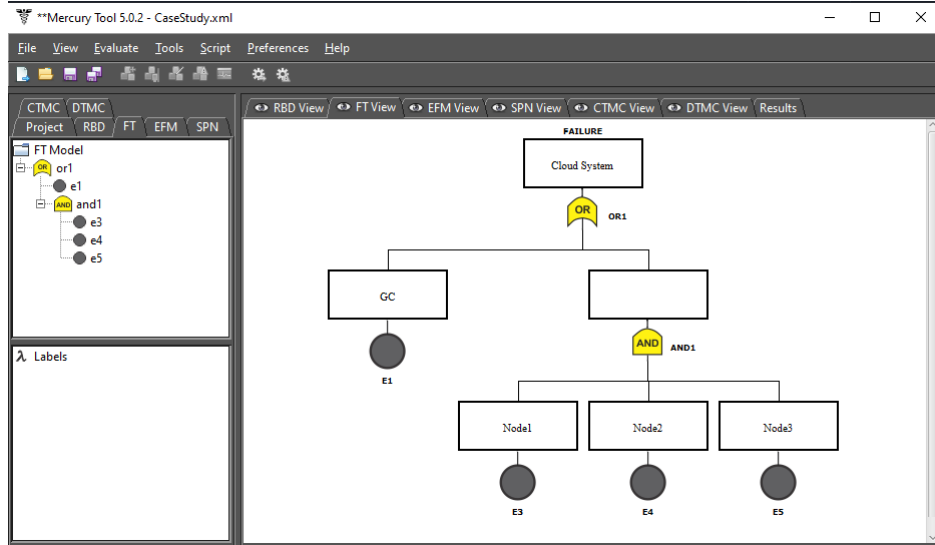 **Mercury Tool 5.0.2 - CaseStudy.xml
File View Evaluate Tools Script Preferences Help
CTMC DTMC
Project RBD FT EFM SPN
FT Model
OR or1
e1
AND and1
e3
e4
e5
λ Labels
RBD View FT View EFM View SPN View CTMC View DTMC View Results
FAILURE
Cloud System
OR OR1
GC
E1
AND AND1
Node1 Node2 Node3
E3 E4 E5